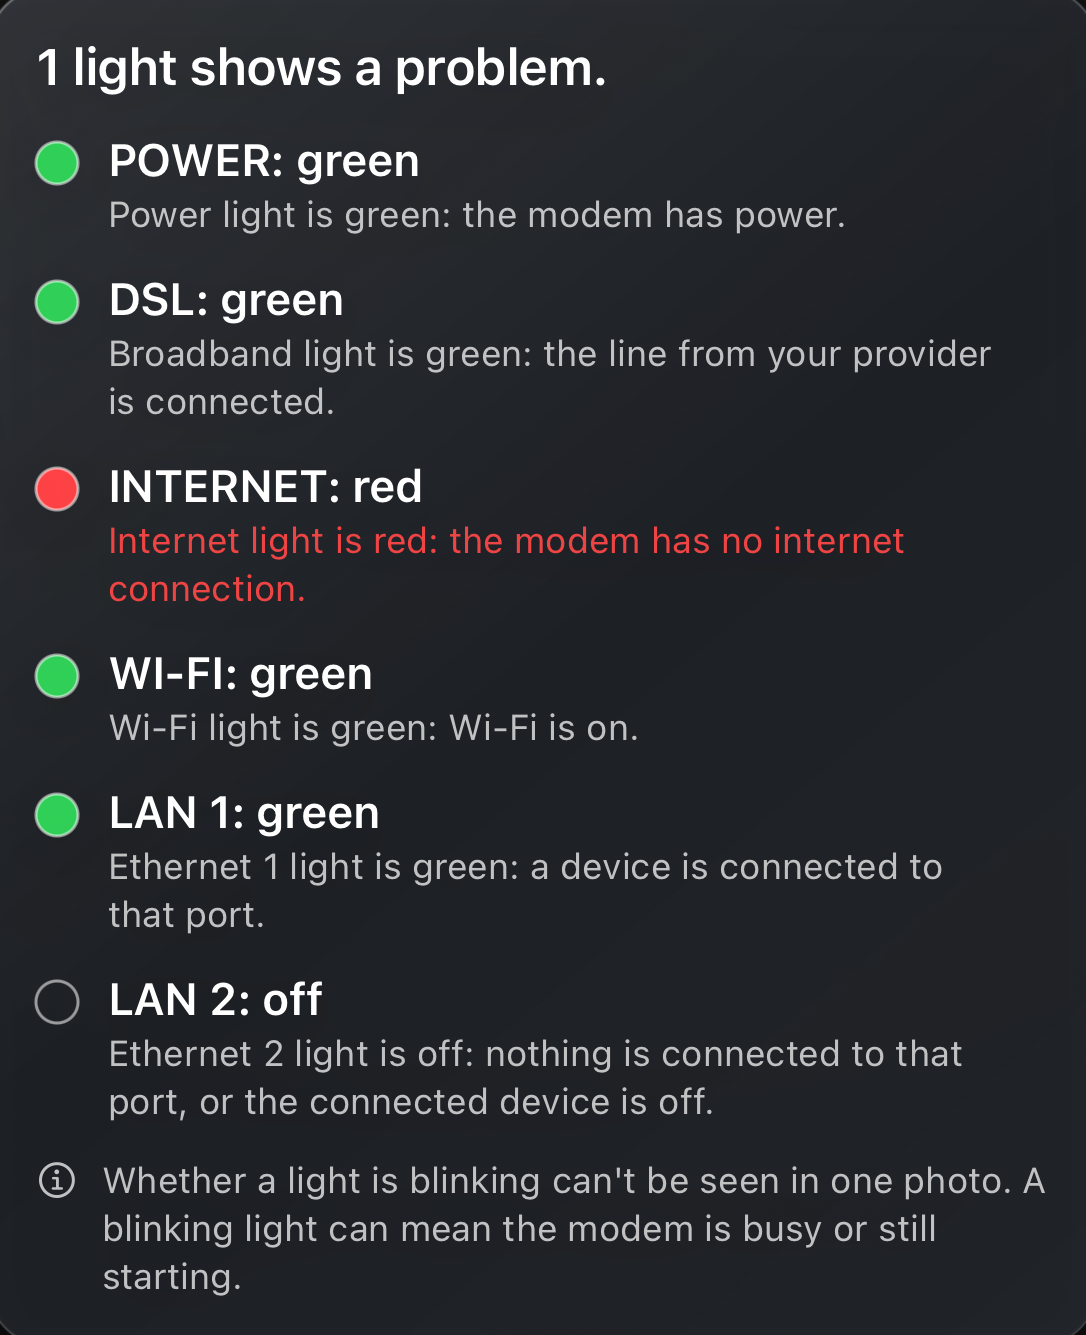 1 light shows a problem.
POWER: green
Power light is green: the modem has power.
DSL: green
Broadband light is green: the line from your provider
is connected.
INTERNET: red
Internet light is red: the modem has no internet
connection.
WI-FI: green
Wi-Fi light is green: Wi-Fi is on.
LAN 1: green
Ethernet 1 light is green: a device is connected to
that port.
LAN 2: off
Ethernet 2 light is off: nothing is connected to that
port, or the connected device is off.
Whether a light is blinking can't be seen in one photo. A
blinking light can mean the modem is busy or still
starting.